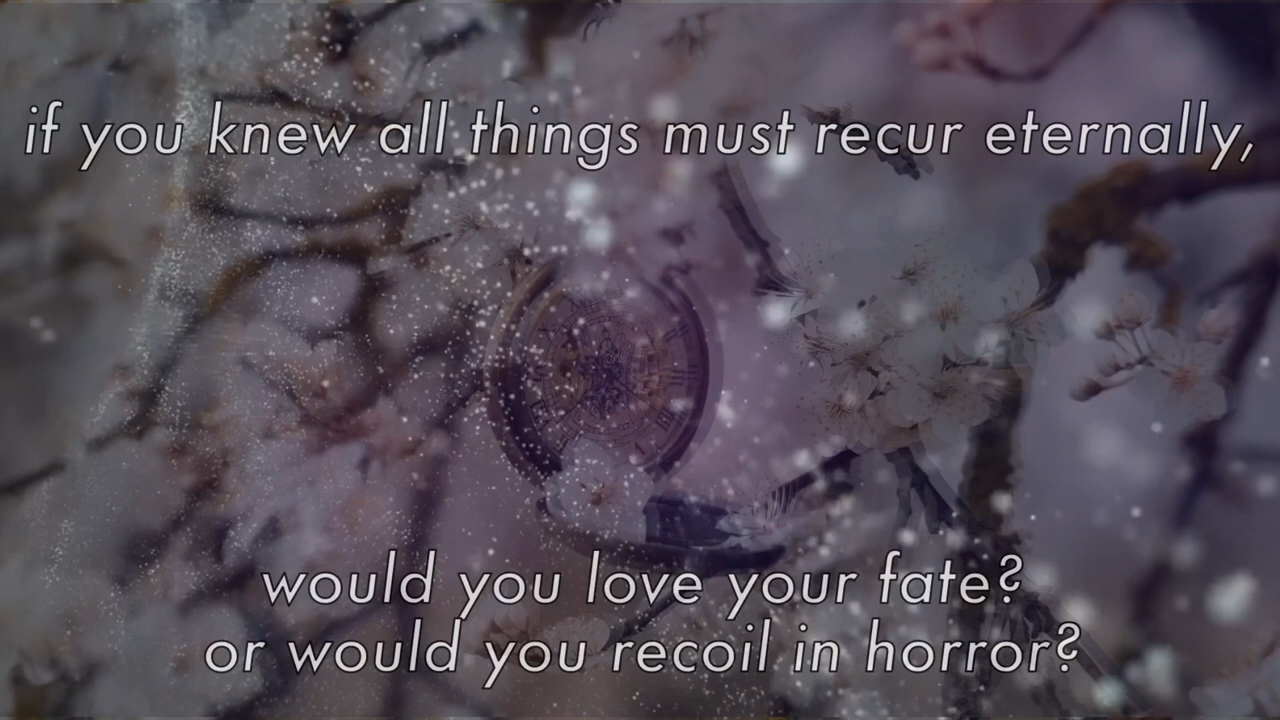 if you knew all things must recur eternally,
would you love your fate?
or would you recoil in horror?